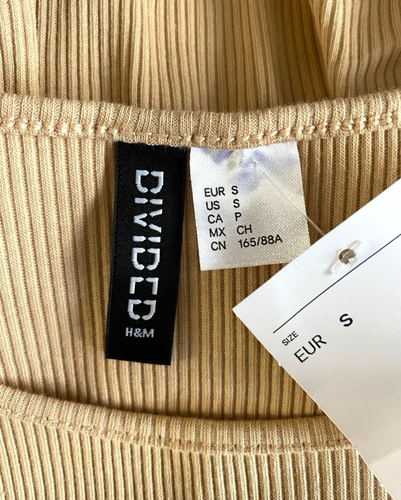 DIVIDED
H&M
EUR S
US S
CA P
MX CH
CN 165/88A
SIZE
EUR S